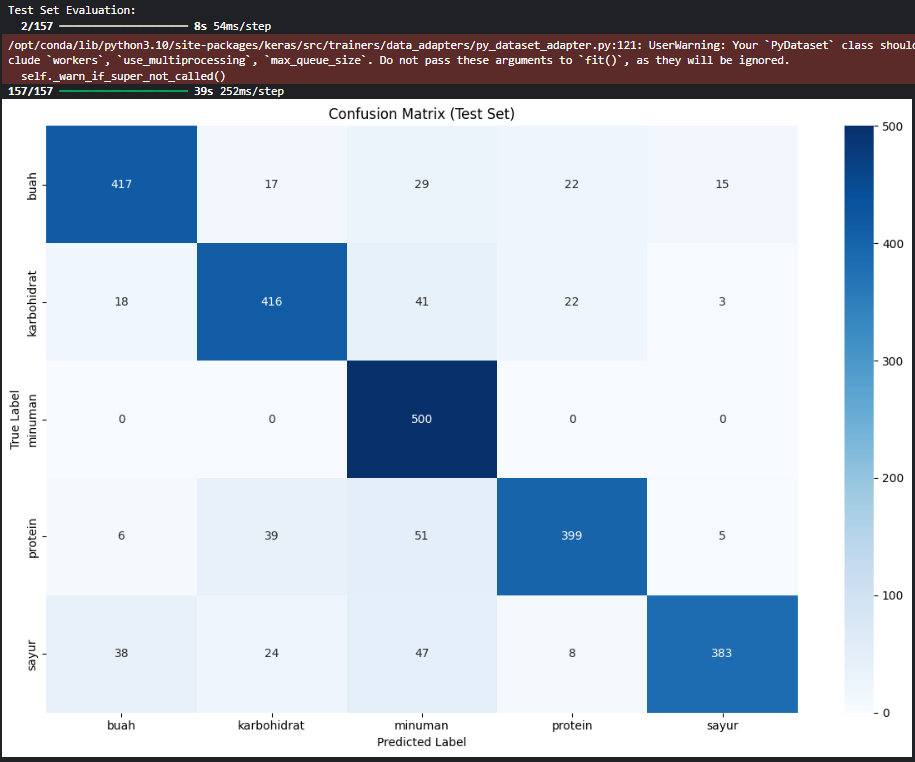 Test Set Evaluation:
2/157 8s 54ms/step
/opt/conda/lib/python3.10/site-packages/keras/src/trainers/data_adapters/py_dataset_adapter.py:121: UserWarning: Your `PyDataset` class shoul
clude `workers`, `use_multiprocessing`, `max_queue_size`. Do not pass these arguments to `fit()`, as they will be ignored.
self._warn_if_super_not_called()
157/157 39s 252ms/step
Confusion Matrix (Test Set)
buah 417 17 29 22 15
karbohidrat 18 416 41 22 3
minuman 0 0 500 0 0
protein 6 39 51 399 5
sayur 38 24 47 8 383
True Label
buah karbohidrat minuman protein sayur
Predicted Label
500
400
300
200
100
0